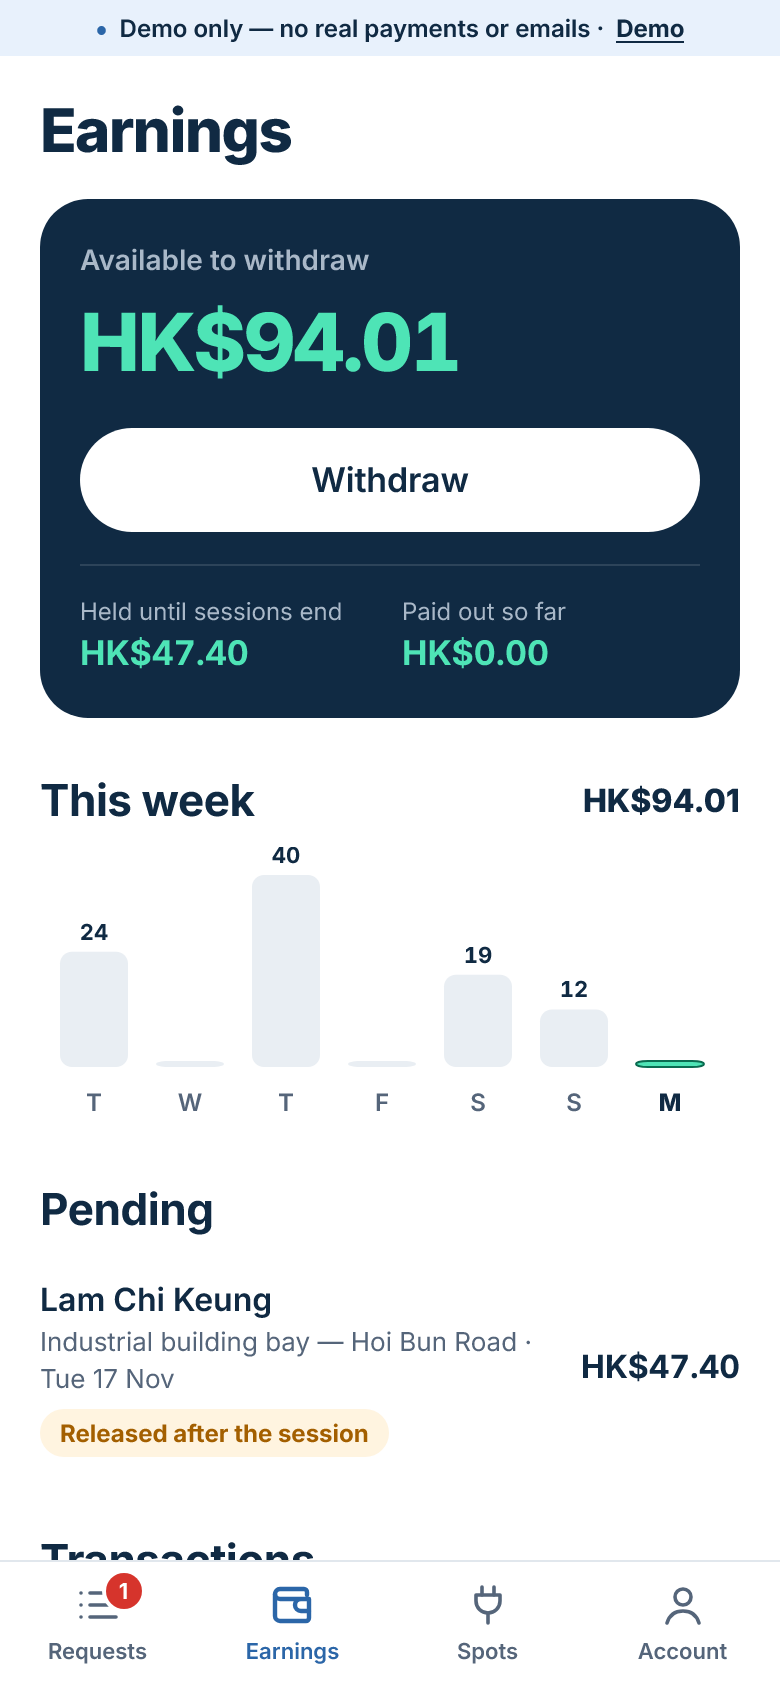 Demo only — no real payments or emails · Demo
Earnings
Available to withdraw
HK$94.01
Withdraw
Held until sessions end
HK$47.40
Paid out so far
HK$0.00
This week
HK$94.01
24
40
19
12
T W T F S S M
Pending
Lam Chi Keung
Industrial building bay — Hoi Bun Road ·
Tue 17 Nov
HK$47.40
Released after the session
Transactions
1
Requests
Earnings
Spots
Account